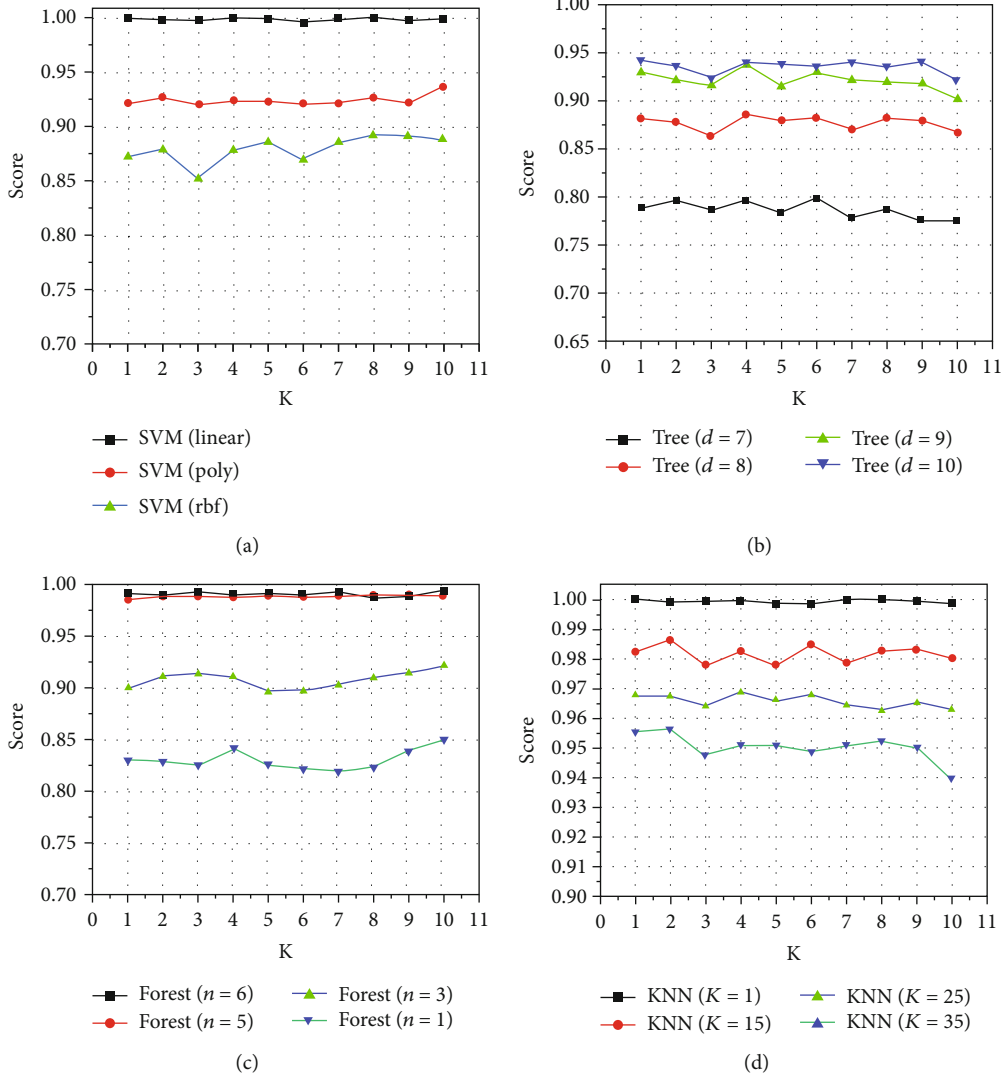 1.00
0.95
0.90
0.85
0.80
0.75
0.70
Score
0 1 2 3 4 5 6 7 8 9 10 11
K
SVM (linear)
SVM (poly)
SVM (rbf)
(a)
1.00
0.95
0.90
0.85
0.80
0.75
0.70
0.65
Score
0 1 2 3 4 5 6 7 8 9 10 11
K
Tree (d = 7)
Tree (d = 8)
Tree (d = 9)
Tree (d = 10)
(b)
1.00
0.95
0.90
0.85
0.80
0.75
0.70
Score
0 1 2 3 4 5 6 7 8 9 10 11
K
Forest (n = 6)
Forest (n = 5)
Forest (n = 3)
Forest (n = 1)
(c)
1.00
0.99
0.98
0.97
0.96
0.95
0.94
0.93
0.92
0.91
0.90
Score
0 1 2 3 4 5 6 7 8 9 10 11
K
KNN (K = 1)
KNN (K = 15)
KNN (K = 25)
KNN (K = 35)
(d)